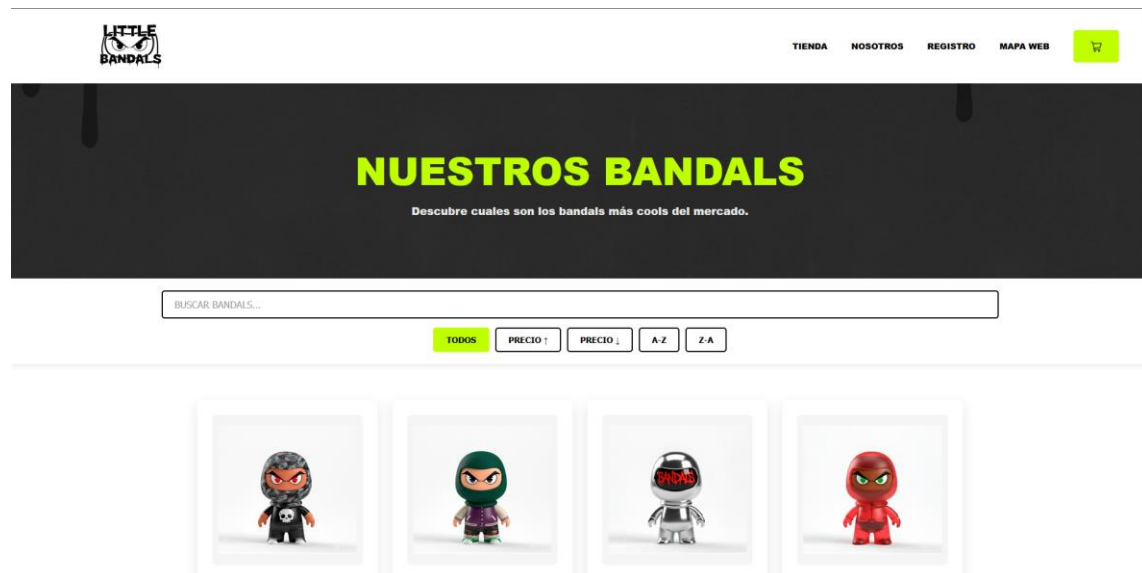 LITTLE
BANDALS
TIENDA NOSOTROS REGISTRO MAPA WEB
NUESTROS BANDALS
Descubre cuales son los bandals más cools del mercado.
BUSCAR BANDALS...
TODOS PRECIO ↑ PRECIO ↓ A-Z Z-A
BANDALS